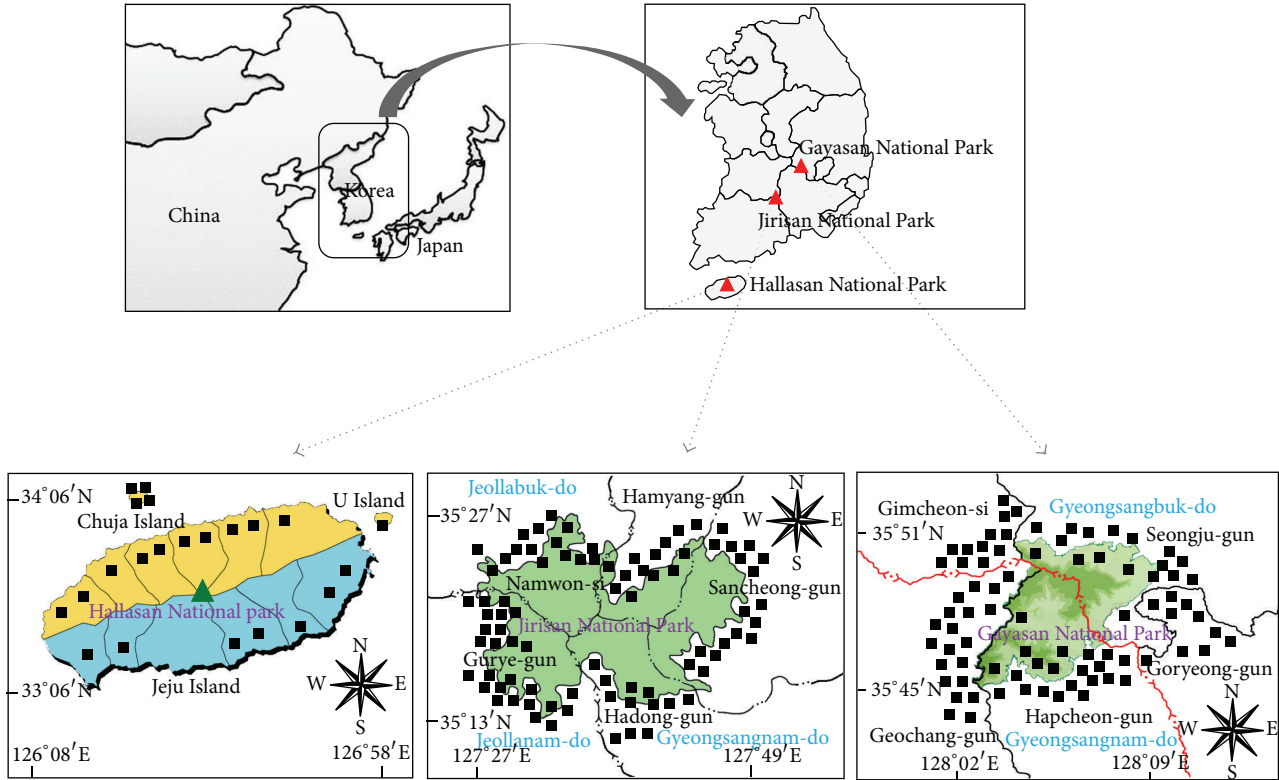 China
Korea
Japan
Gayasan National Park
Jirisan National Park
Hallasan National Park
34°06′N
Chuja Island
U Island
Hallasan National park
Jeju Island
33°06′N
N
W
E
S
126°08′E
126°58′E
Jeollabuk-do
Hamyang-gun
35°27′N
N
W
E
S
Namwon-si
Sancheong-gun
Jirisan National Park
Gurye-gun
35°13′N
Hadong-gun
Jeollanam-do
Gyeongsangnam-do
127°27′E
127°49′E
Gimcheon-si
Gyeongsangbuk-do
35°51′N
Seongju-gun
Gayasan National Park
Goryeong-gun
35°45′N
N
W
E
S
Hapcheon-gun
Geochang-gun
Gyeongsangnam-do
128°02′E
128°09′E